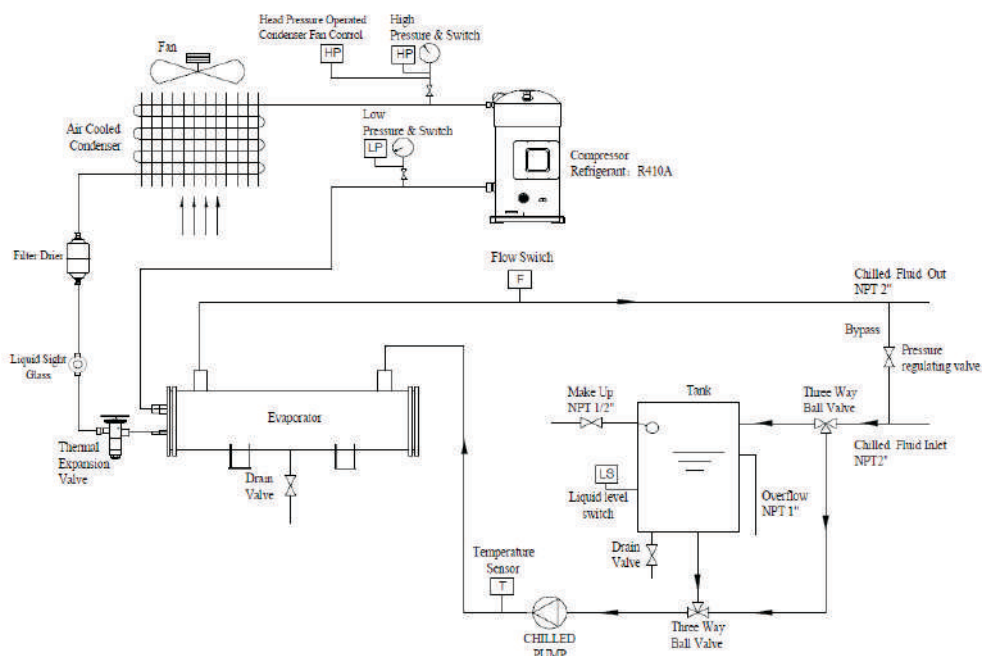 Head Pressure Operated
Condenser Fan Control
HP
High
Pressure & Switch
HP
Fan
Low
Pressure & Switch
LP
Air Cooled
Condenser
Compressor
Refrigerant: R410A
Filter Drier
Flow Switch
F
Chilled Fluid Out
NPT 2"
Bypass
Pressure
regulating valve
Liquid Sight
Glass
Make Up
NPT 1/2"
Tank
Three Way
Ball Valve
Evaporator
Chilled Fluid Inlet
NPT2"
Thermal
Expansion
Valve
Drain
Valve
LS
Liquid level
switch
Overflow
NPT 1"
Drain
Valve
Temperature
Sensor
T
Three Way
Ball Valve
CHILLED
PUMP